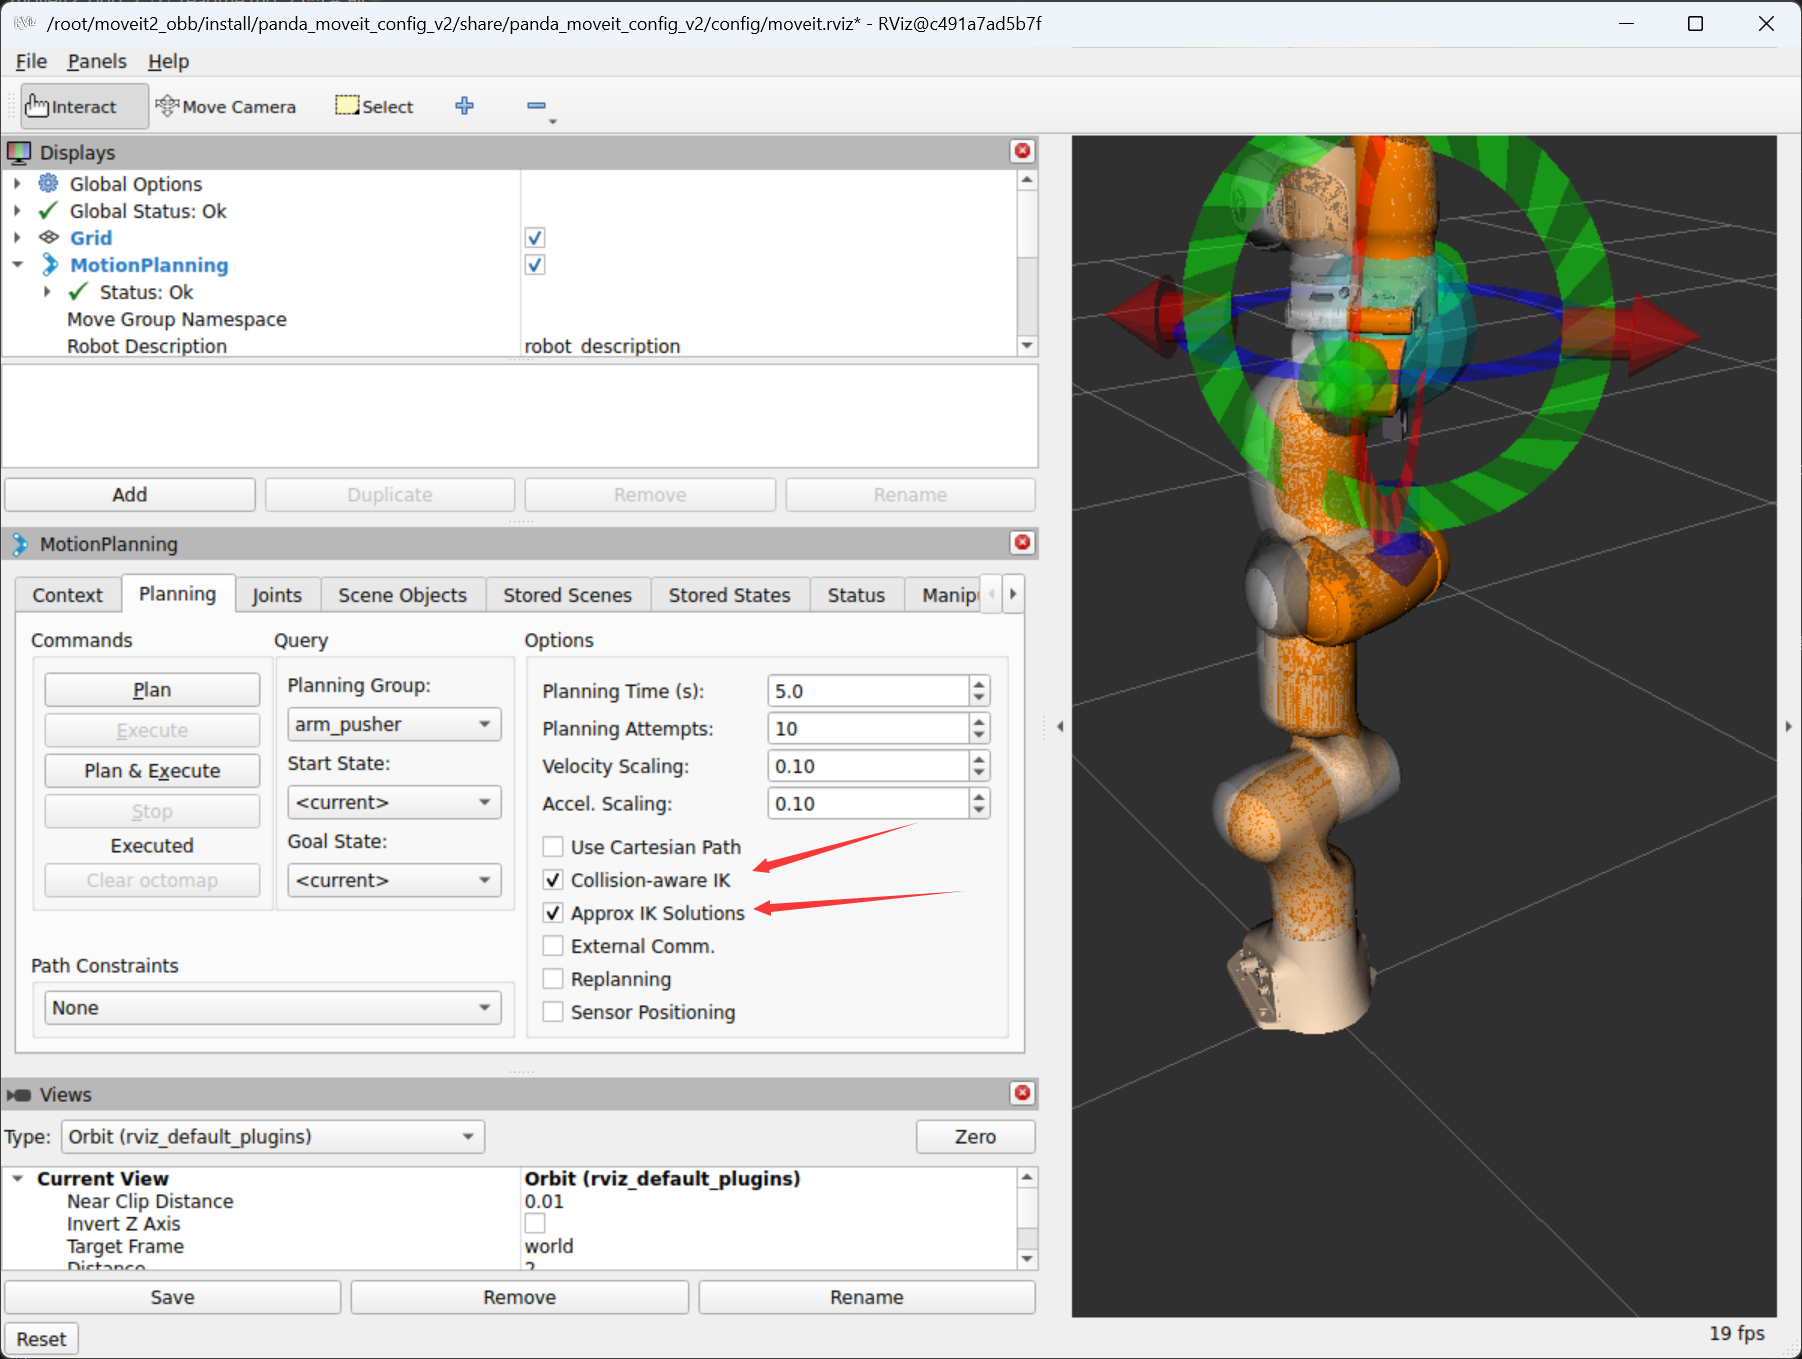 /root/moveit2_obb/install/panda_moveit_config_v2/share/panda_moveit_config_v2/config/moveit.rviz* - RViz@c491a7ad5b7f
File Panels Help
Interact Move Camera Select
Displays
Global Options
Global Status: Ok
Grid
MotionPlanning
Status: Ok
Move Group Namespace
Robot Description robot_description
Add Duplicate Remove Rename
MotionPlanning
Context Planning Joints Scene Objects Stored Scenes Stored States Status Manip
Commands Query Options
Plan
Execute
Plan & Execute
Stop
Executed
Clear octomap
Planning Group:
arm_pusher
Start State:
<current>
Goal State:
<current>
Path Constraints
None
Planning Time (s): 5.0
Planning Attempts: 10
Velocity Scaling: 0.10
Accel. Scaling: 0.10
Use Cartesian Path
Collision-aware IK
Approx IK Solutions
External Comm.
Replanning
Sensor Positioning
Views
Type: Orbit (rviz_default_plugins) Zero
Current View Orbit (rviz_default_plugins)
Near Clip Distance 0.01
Invert Z Axis
Target Frame world
Distance 2
Save Remove Rename
Reset 19 fps